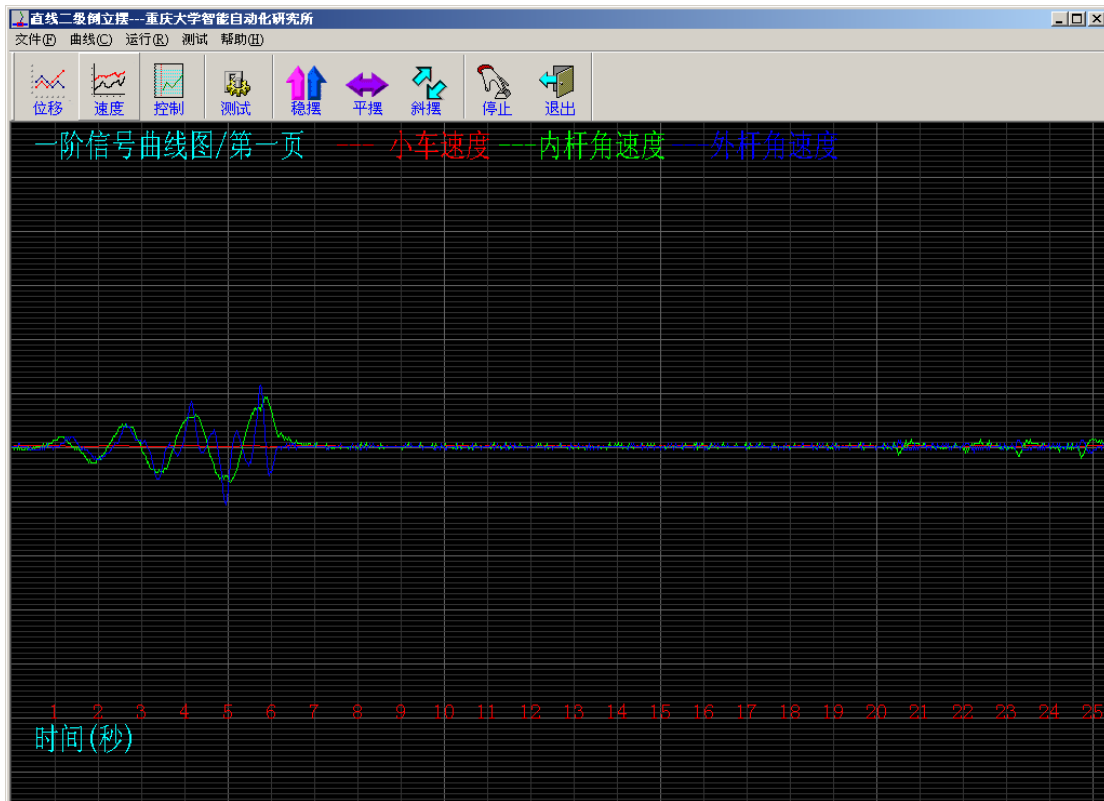 直线二级倒立摆---重庆大学智能自动化研究所
文件(F) 曲线(C) 运行(R) 测试 帮助(H)
位移 速度 控制 测试 稳摆 平摆 斜摆 停止 退出
一阶信号曲线图/第一页 --- 小车速度 ---内杆角速度 ---外杆角速度
1 2 3 4 5 6 7 8 9 10 11 12 13 14 15 16 17 18 19 20 21 22 23 24 25
时间(秒)